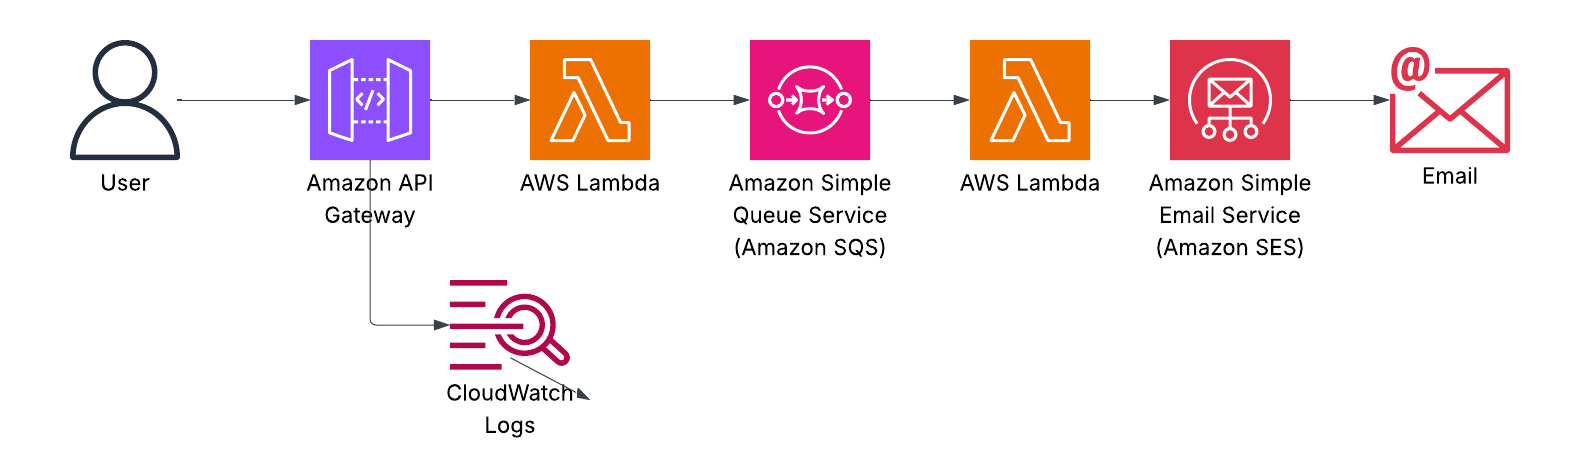 User
Amazon API
Gateway
AWS Lambda
Amazon Simple
Queue Service
(Amazon SQS)
AWS Lambda
Amazon Simple
Email Service
(Amazon SES)
@
Email
CloudWatch
Logs